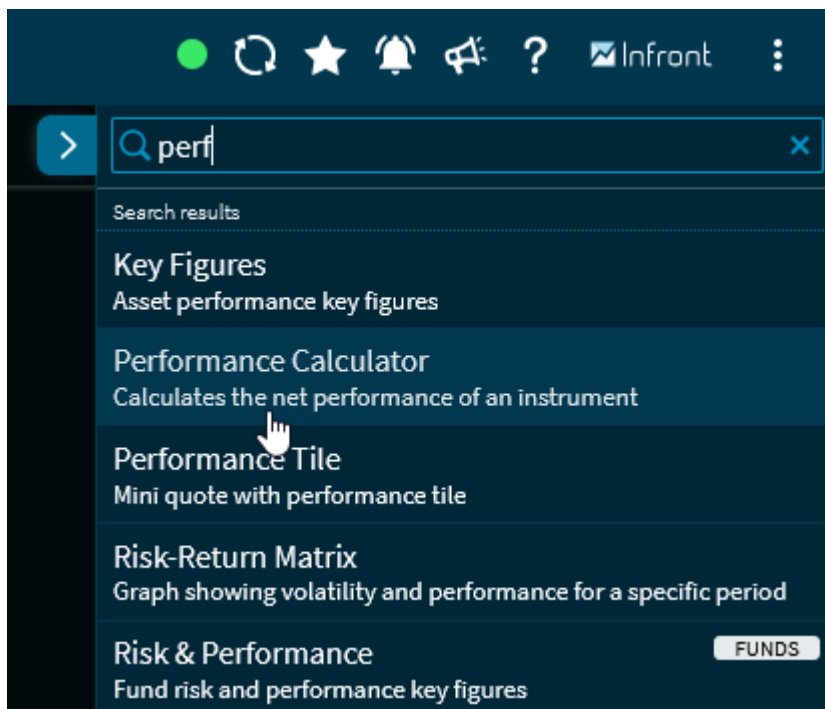 ? Infront
perf
Search results
Key Figures
Asset performance key figures
Performance Calculator
Calculates the net performance of an instrument
Performance Tile
Mini quote with performance tile
Risk-Return Matrix
Graph showing volatility and performance for a specific period
Risk & Performance FUNDS
Fund risk and performance key figures